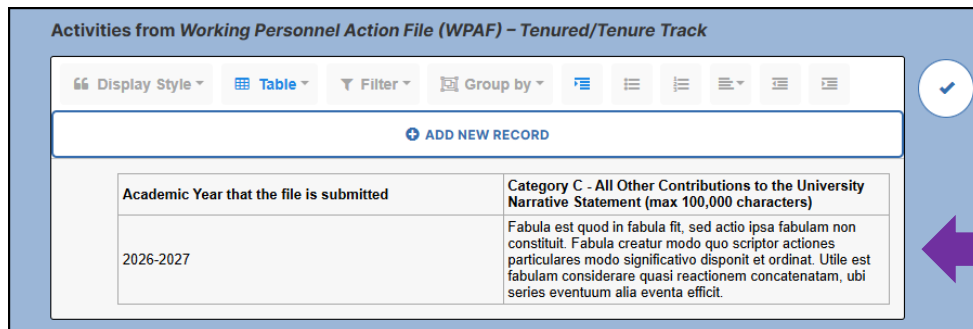 Activities from Working Personnel Action File (WPAF) – Tenured/Tenure Track
Display Style Table Filter Group by
ADD NEW RECORD
Academic Year that the file is submitted
Category C - All Other Contributions to the University
Narrative Statement (max 100,000 characters)
2026-2027
Fabula est quod in fabula fit, sed actio ipsa fabulam non
constituit. Fabula creatur modo quo scriptor actiones
particulares modo significativo disponit et ordinat. Utile est
fabulam considerare quasi reactionem concatenatam, ubi
series eventuum alia eventa efficit.